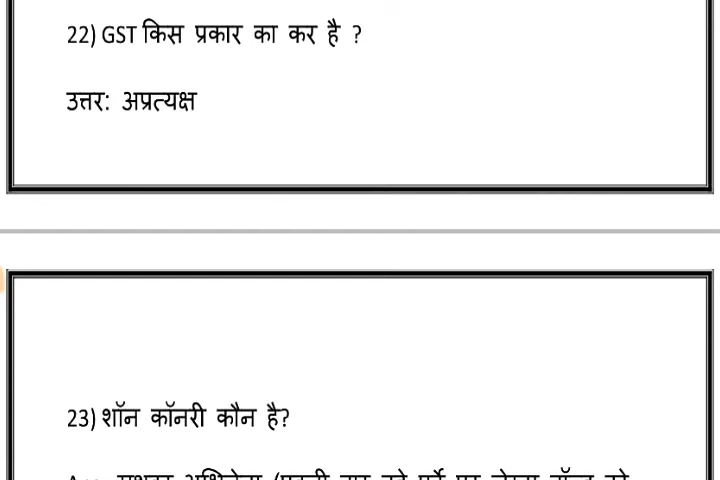 22) GST किस प्रकार का कर है ?
उत्तर: अप्रत्यक्ष
23) शॉन कॉनरी कौन है?